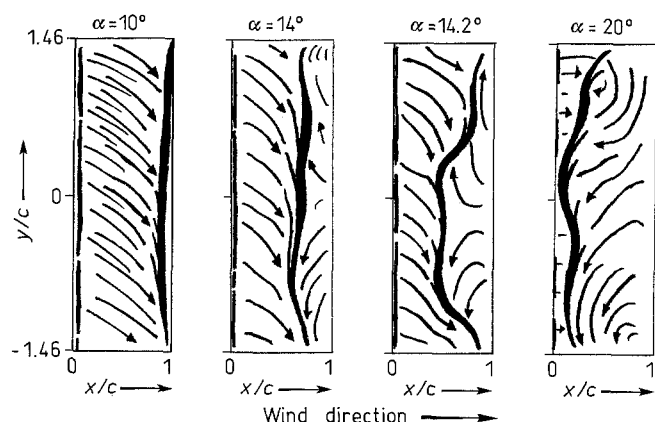 α=10° α=14° α=14.2° α=20°
1.46
y/c
0
-1.46
0 1 0 1 0 1 0 1
x/c x/c x/c x/c
Wind direction